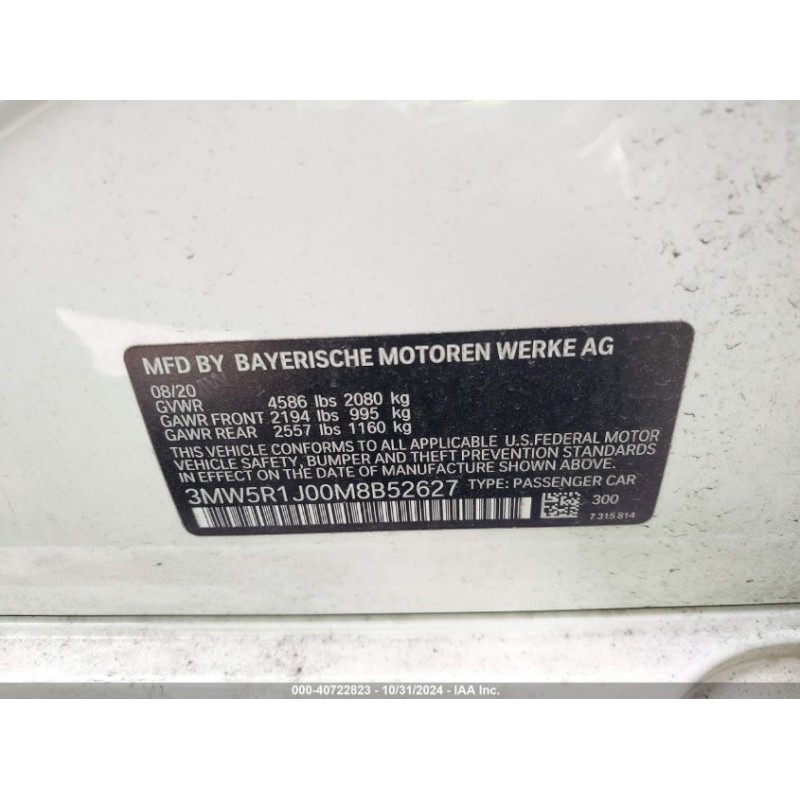 MFD BY BAYERISCHE MOTOREN WERKE AG
08/20
GVWR 4586 lbs 2080 kg
GAWR FRONT 2194 lbs 995 kg
GAWR REAR 2557 lbs 1160 kg
THIS VEHICLE CONFORMS TO ALL APPLICABLE U.S.FEDERAL MOTOR
VEHICLE SAFETY, BUMPER AND THEFT PREVENTION STANDARDS
IN EFFECT ON THE DATE OF MANUFACTURE SHOWN ABOVE.
3MW5R1J00M8B52627 TYPE: PASSENGER CAR
300
7315814
000-40722823 - 10/31/2024 - IAA Inc.